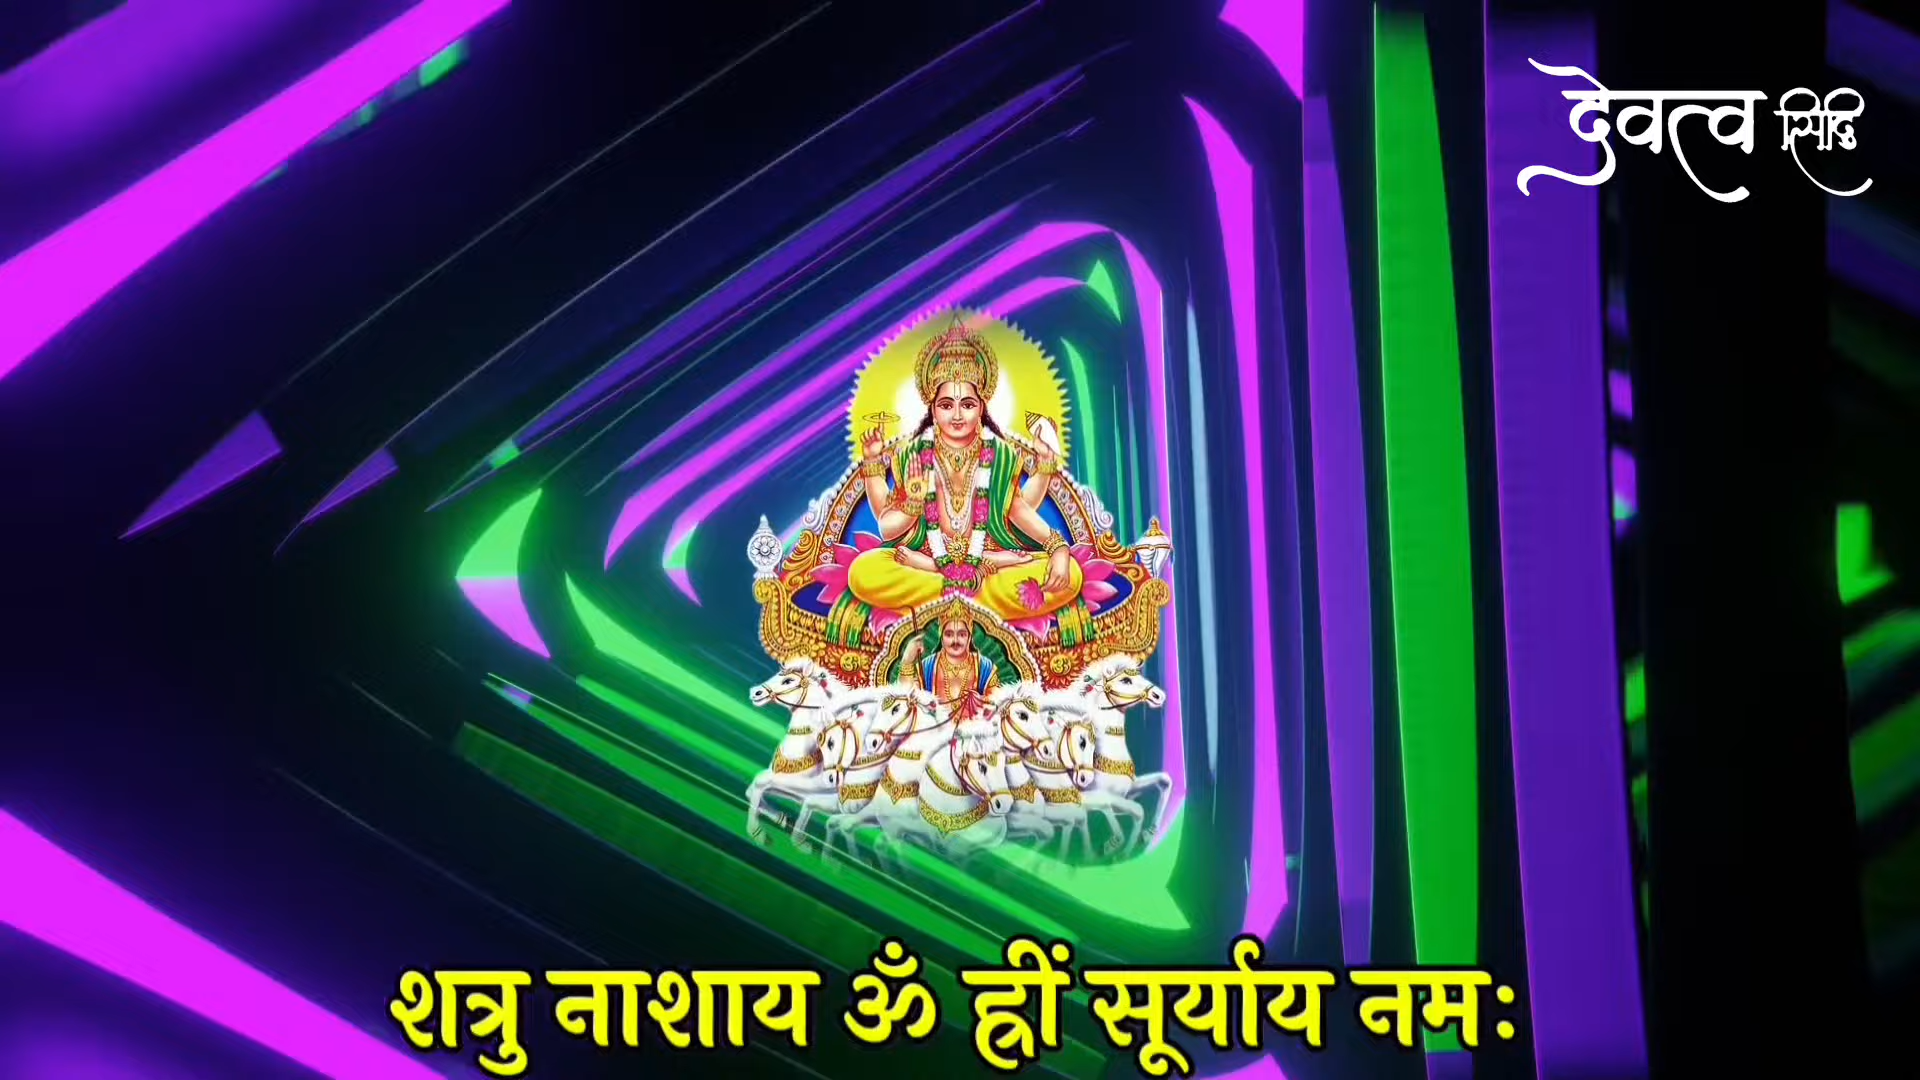 देवत्व सिद्धि
शत्रु नाशाय ॐ ह्रीं सूर्याय नमः